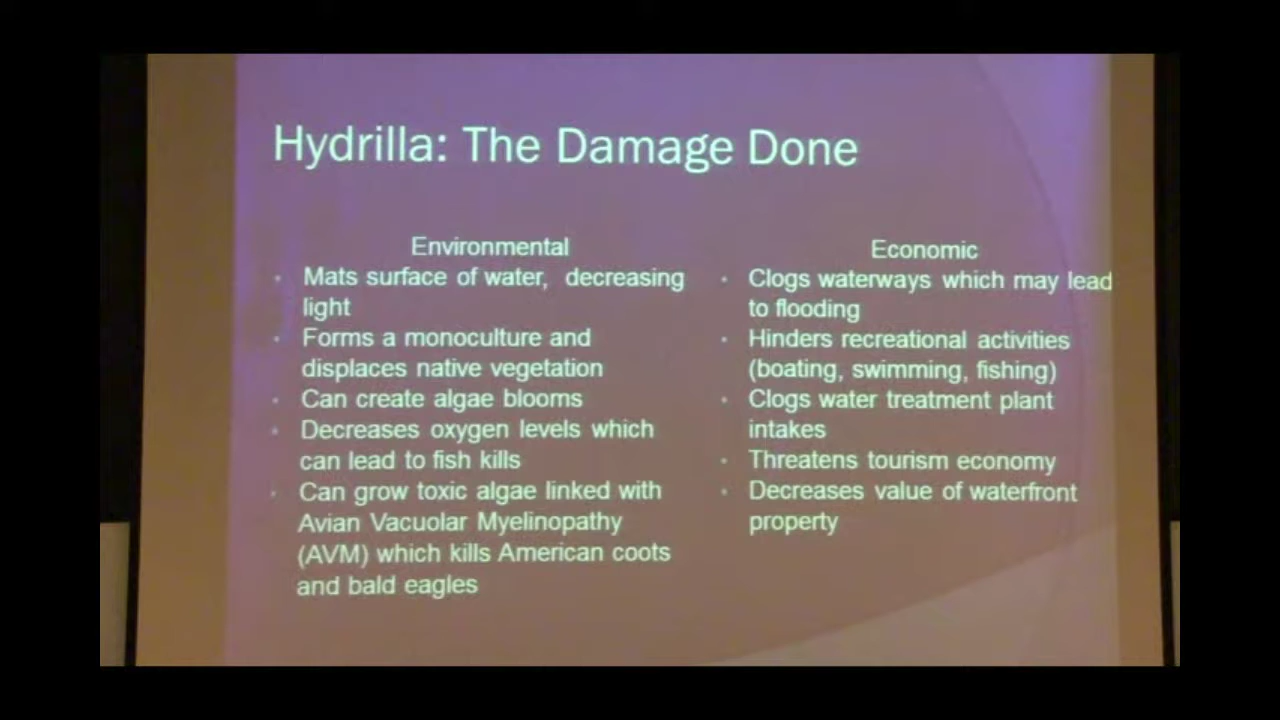 Hydrilla: The Damage Done
Environmental
• Mats surface of water, decreasing
light
• Forms a monoculture and
displaces native vegetation
• Can create algae blooms
• Decreases oxygen levels which
can lead to fish kills
• Can grow toxic algae linked with
Avian Vacuolar Myelinopathy
(AVM) which kills American coots
and bald eagles
Economic
• Clogs waterways which may lead
to flooding
• Hinders recreational activities
(boating, swimming, fishing)
• Clogs water treatment plant
intakes
• Threatens tourism economy
• Decreases value of waterfront
property